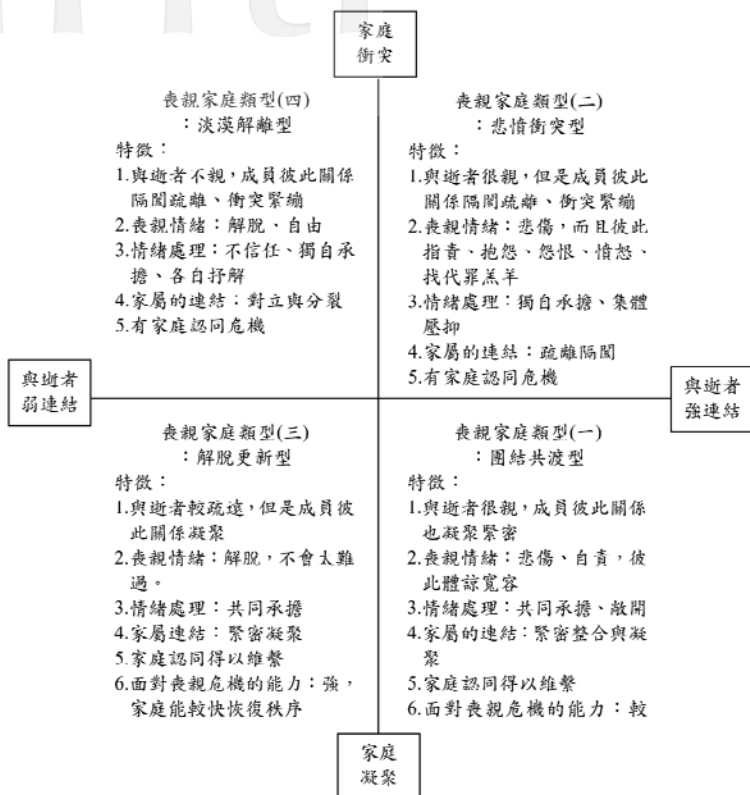 家庭
衝突
喪親家庭類型(四)
：淡漠解離型
特徵：
1.與逝者不親，成員彼此關係
隔閡疏離、衝突緊繃
2.喪親情緒：解脫、自由
3.情緒處理：不信任、獨自承
擔、各自抒解
4.家屬的連結：對立與分裂
5.有家庭認同危機
喪親家庭類型(二)
：悲憤衝突型
特徵：
1.與逝者很親，但是成員彼此
關係隔閡疏離、衝突緊繃
2.喪親情緒：悲傷，而且彼此
指責、抱怨、怨恨、憤怒、
找代罪羔羊
3.情緒處理：獨自承擔、集體
壓抑
4.家屬的連結：疏離隔閡
5.有家庭認同危機
與逝者
弱連結
與逝者
強連結
喪親家庭類型(三)
：解脫更新型
特徵：
1.與逝者較疏遠，但是成員彼
此關係凝聚
2.喪親情緒：解脫，不會太難
過。
3.情緒處理：共同承擔
4.家屬連結：緊密凝聚
5.家庭認同得以維繫
6.面對喪親危機的能力：強，
家庭能較快恢復秩序
喪親家庭類型(一)
：團結共渡型
特徵：
1.與逝者很親，成員彼此關係
也凝聚緊密
2.喪親情緒：悲傷、自責，彼
此體諒寬容
3.情緒處理：共同承擔、敞開
4.家屬的連結：緊密整合與凝
聚
5.家庭認同得以維繫
6.面對喪親危機的能力：較
家庭
凝聚